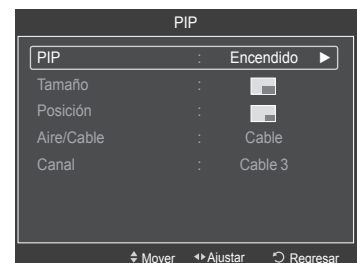 PIP
PIP : Encendido ►
Tamaño :
Posición :
Aire/Cable : Cable
Canal : Cable 3
Mover Ajustar Regresar